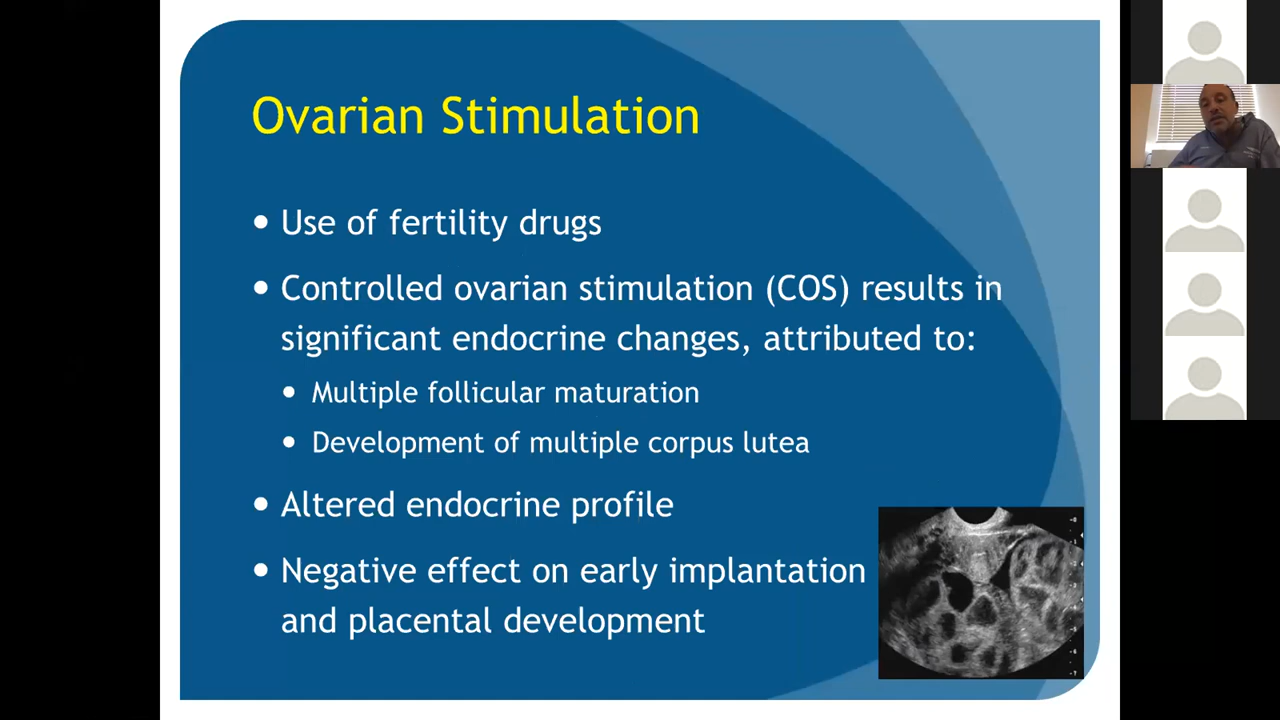 Ovarian Stimulation
• Use of fertility drugs
• Controlled ovarian stimulation (COS) results in
significant endocrine changes, attributed to:
• Multiple follicular maturation
• Development of multiple corpus lutea
• Altered endocrine profile
• Negative effect on early implantation
and placental development